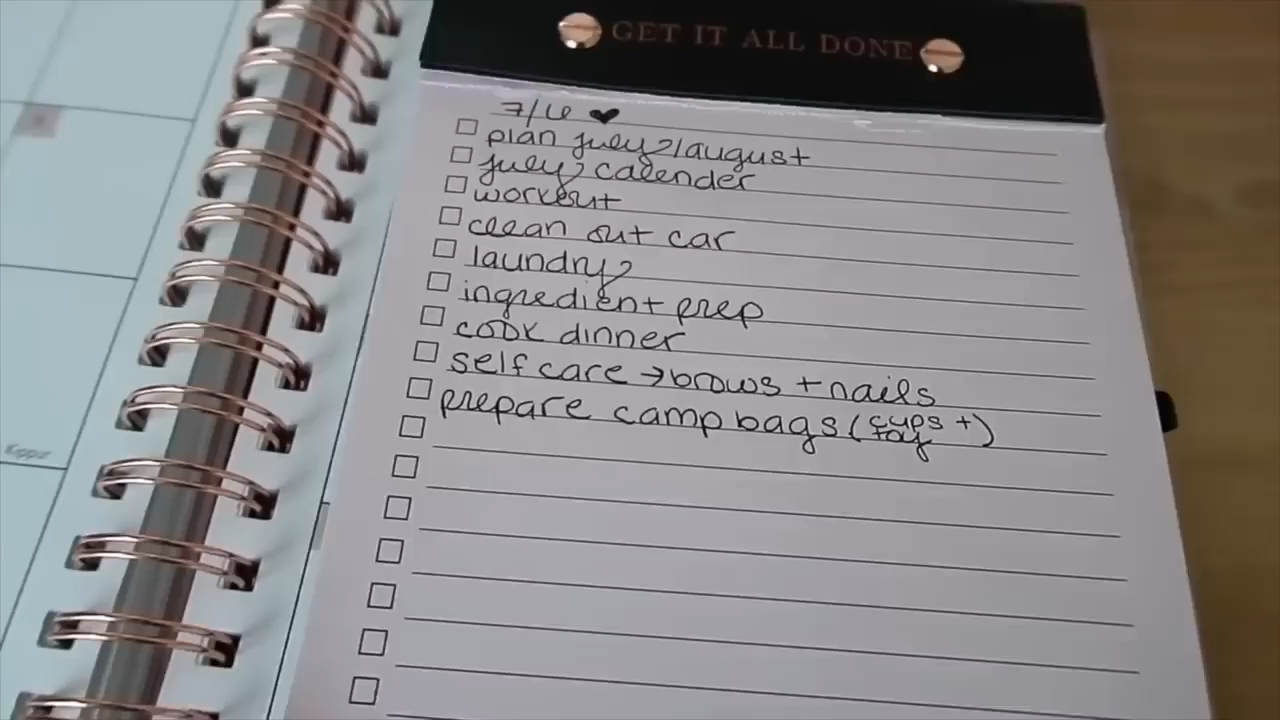 GET IT ALL DONE
7/6 ♥
plan july/august
july calender
workout
clean out car
laundry
ingredient prep
cook dinner
self care → brows + nails
prepare camp bags (cups + toy)
Kippur